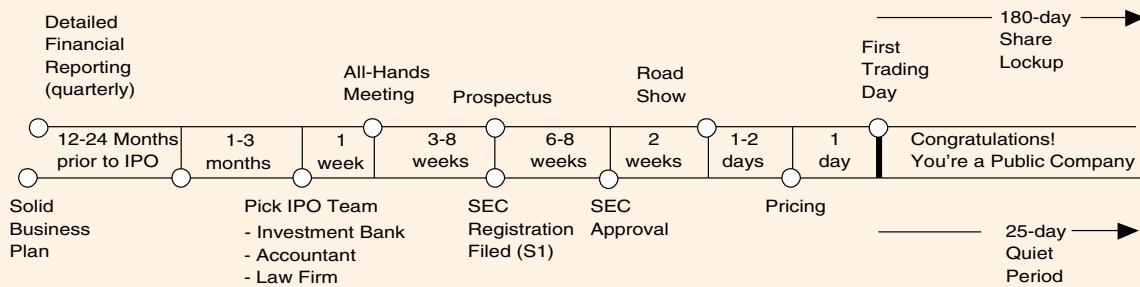 Detailed
Financial
Reporting
(quarterly)
All-Hands
Meeting
Prospectus
Road
Show
First
Trading
Day
180-day
Share
Lockup
12-24 Months
prior to IPO
1-3
months
1
week
3-8
weeks
6-8
weeks
2
weeks
1-2
days
1
day
Congratulations!
You're a Public Company
Solid
Business
Plan
Pick IPO Team
- Investment Bank
- Accountant
- Law Firm
SEC
Registration
Filed (S1)
SEC
Approval
Pricing
25-day
Quiet
Period